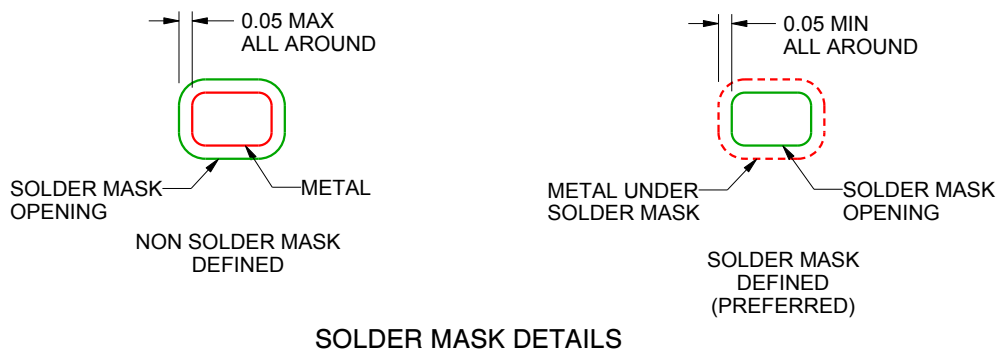 0.05 MAX
ALL AROUND
SOLDER MASK
OPENING
METAL
NON SOLDER MASK
DEFINED
0.05 MIN
ALL AROUND
METAL UNDER
SOLDER MASK
SOLDER MASK
OPENING
SOLDER MASK
DEFINED
(PREFERRED)
SOLDER MASK DETAILS